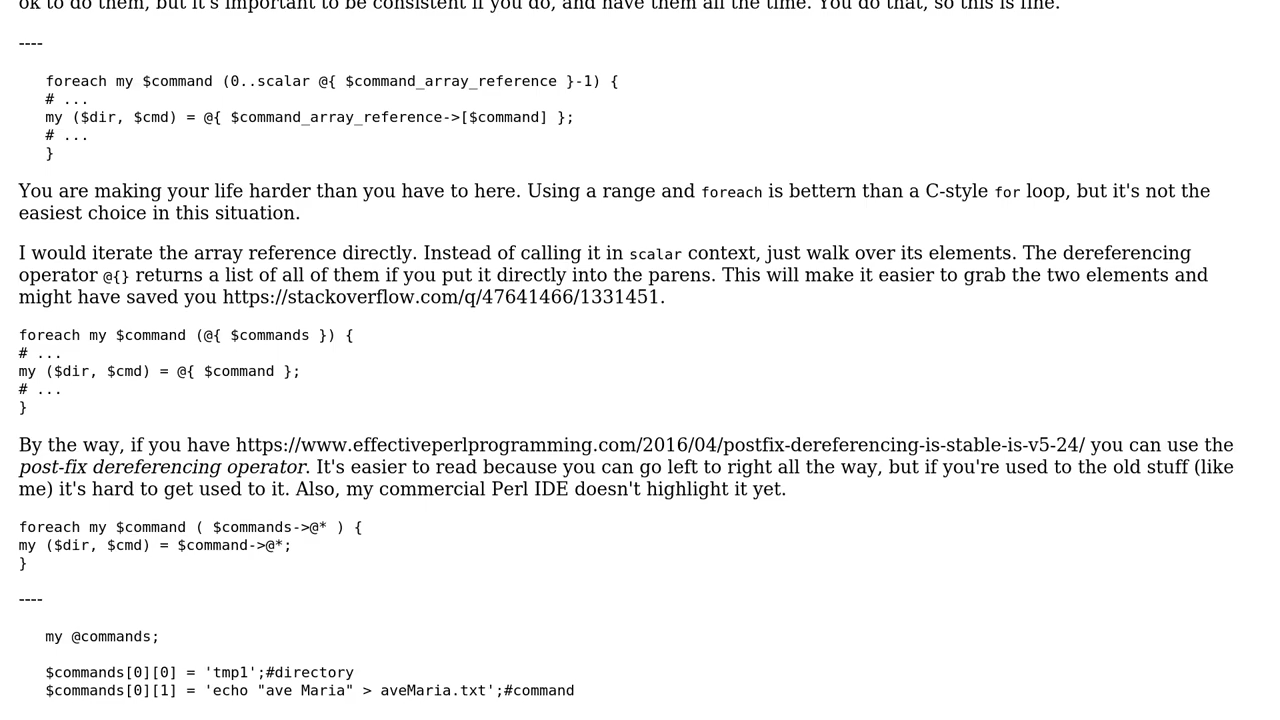 ok to do them, but it's important to be consistent if you do, and have them all the time. You do that, so this is fine.
----
foreach my $command (0..scalar @{ $command_array_reference }-1) {
# ...
my ($dir, $cmd) = @{ $command_array_reference->[$command] };
# ...
}
You are making your life harder than you have to here. Using a range and foreach is bettern than a C-style for loop, but it's not the
easiest choice in this situation.
I would iterate the array reference directly. Instead of calling it in scalar context, just walk over its elements. The dereferencing
operator @{} returns a list of all of them if you put it directly into the parens. This will make it easier to grab the two elements and
might have saved you https://stackoverflow.com/q/47641466/1331451.
foreach my $command (@{ $commands }) {
# ...
my ($dir, $cmd) = @{ $command };
# ...
}
By the way, if you have https://www.effectiveperlprogramming.com/2016/04/postfix-dereferencing-is-stable-is-v5-24/ you can use the
post-fix dereferencing operator. It's easier to read because you can go left to right all the way, but if you're used to the old stuff (like
me) it's hard to get used to it. Also, my commercial Perl IDE doesn't highlight it yet.
foreach my $command ( $commands->@* ) {
my ($dir, $cmd) = $command->@*;
}
----
my @commands;
$commands[0][0] = 'tmp1';#directory
$commands[0][1] = 'echo "ave Maria" > aveMaria.txt';#command